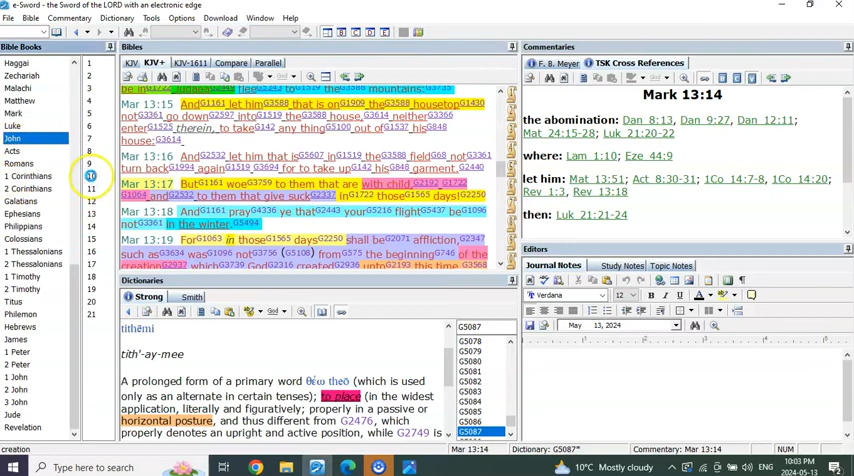 e-Sword - the Sword of the LORD with an electronic edge
File Bible Commentary Dictionary Tools Options Download Window Help
Bible Books
Haggai
Zechariah
Malachi
Matthew
Mark
Luke
John
Acts
Romans
1 Corinthians
2 Corinthians
Galatians
Ephesians
Philippians
Colossians
1 Thessalonians
2 Thessalonians
1 Timothy
2 Timothy
Titus
Philemon
Hebrews
James
1 Peter
2 Peter
1 John
2 John
3 John
Jude
Revelation
1
2
3
4
5
6
7
8
9
10
11
12
13
14
15
16
17
18
19
20
21
Bibles
KJV KJV+ KJV-1611 Compare Parallel
be in G1722 Judaea G2449 flee G5343 to G1519 the mountains: G3735
Mar 13:15 And G1161 let him G3588 that is on G1909 the G3588 housetop G1430
not G3361 go down G2597 into G1519 the G3588 house, G3614 neither G3366
enter G1525 therein, to take G142 any thing G5100 out of G1537 his G848
house: G3614
Mar 13:16 And G2532 let him that is G5607 in G1519 the field G68 not G3361
turn back G1994 again G1519 G3694 for to take up G142 his G848 garment. G2440
Mar 13:17 But G1161 woe G3759 to them that are with child, G2192 G1722
G1064 and G2532 to them that give suck G2337 in G1722 those G1565 days! G2250
Mar 13:18 And G1161 pray G4336 ye that G2443 your G5216 flight G5437 be G1096
not G3361 in the winter. G5494
Mar 13:19 For G1063 in those G1565 days G2250 shall be G2071 affliction, G2347
such as G3634 was G1096 not G3756 (G5108) from G575 the beginning G746 of the
creation G2937 which G3739 God G2316 created G2936 unto G2193 this time, G3568
Dictionaries
Strong Smith
tithēmi
tith'-ay-mee
A prolonged form of a primary word θέω theō (which is used
only as an alternate in certain tenses); to place (in the widest
application, literally and figuratively; properly in a passive or
horizontal posture, and thus different from G2476, which
properly denotes an upright and active position, while G2749 is
G5087
G5078
G5079
G5080
G5081
G5082
G5083
G5084
G5085
G5086
G5087
Commentaries
F. B. Meyer TSK Cross References
Mark 13:14
the abomination: Dan 8:13, Dan 9:27, Dan 12:11;
Mat 24:15-28; Luk 21:20-22
where: Lam 1:10; Eze 44:9
let him: Mat 13:51; Act 8:30-31; 1Co 14:7-8, 1Co 14:20;
Rev 1:3, Rev 13:18
then: Luk 21:21-24
Editors
Journal Notes Study Notes Topic Notes
Verdana 12 B I U A
May 13, 2024
creation
Mar 13:14
Dictionary: G5087*
Commentary: Mar 13:14
NUM
Type here to search
10°C Mostly cloudy
ENG
10:03 PM
2024-05-13